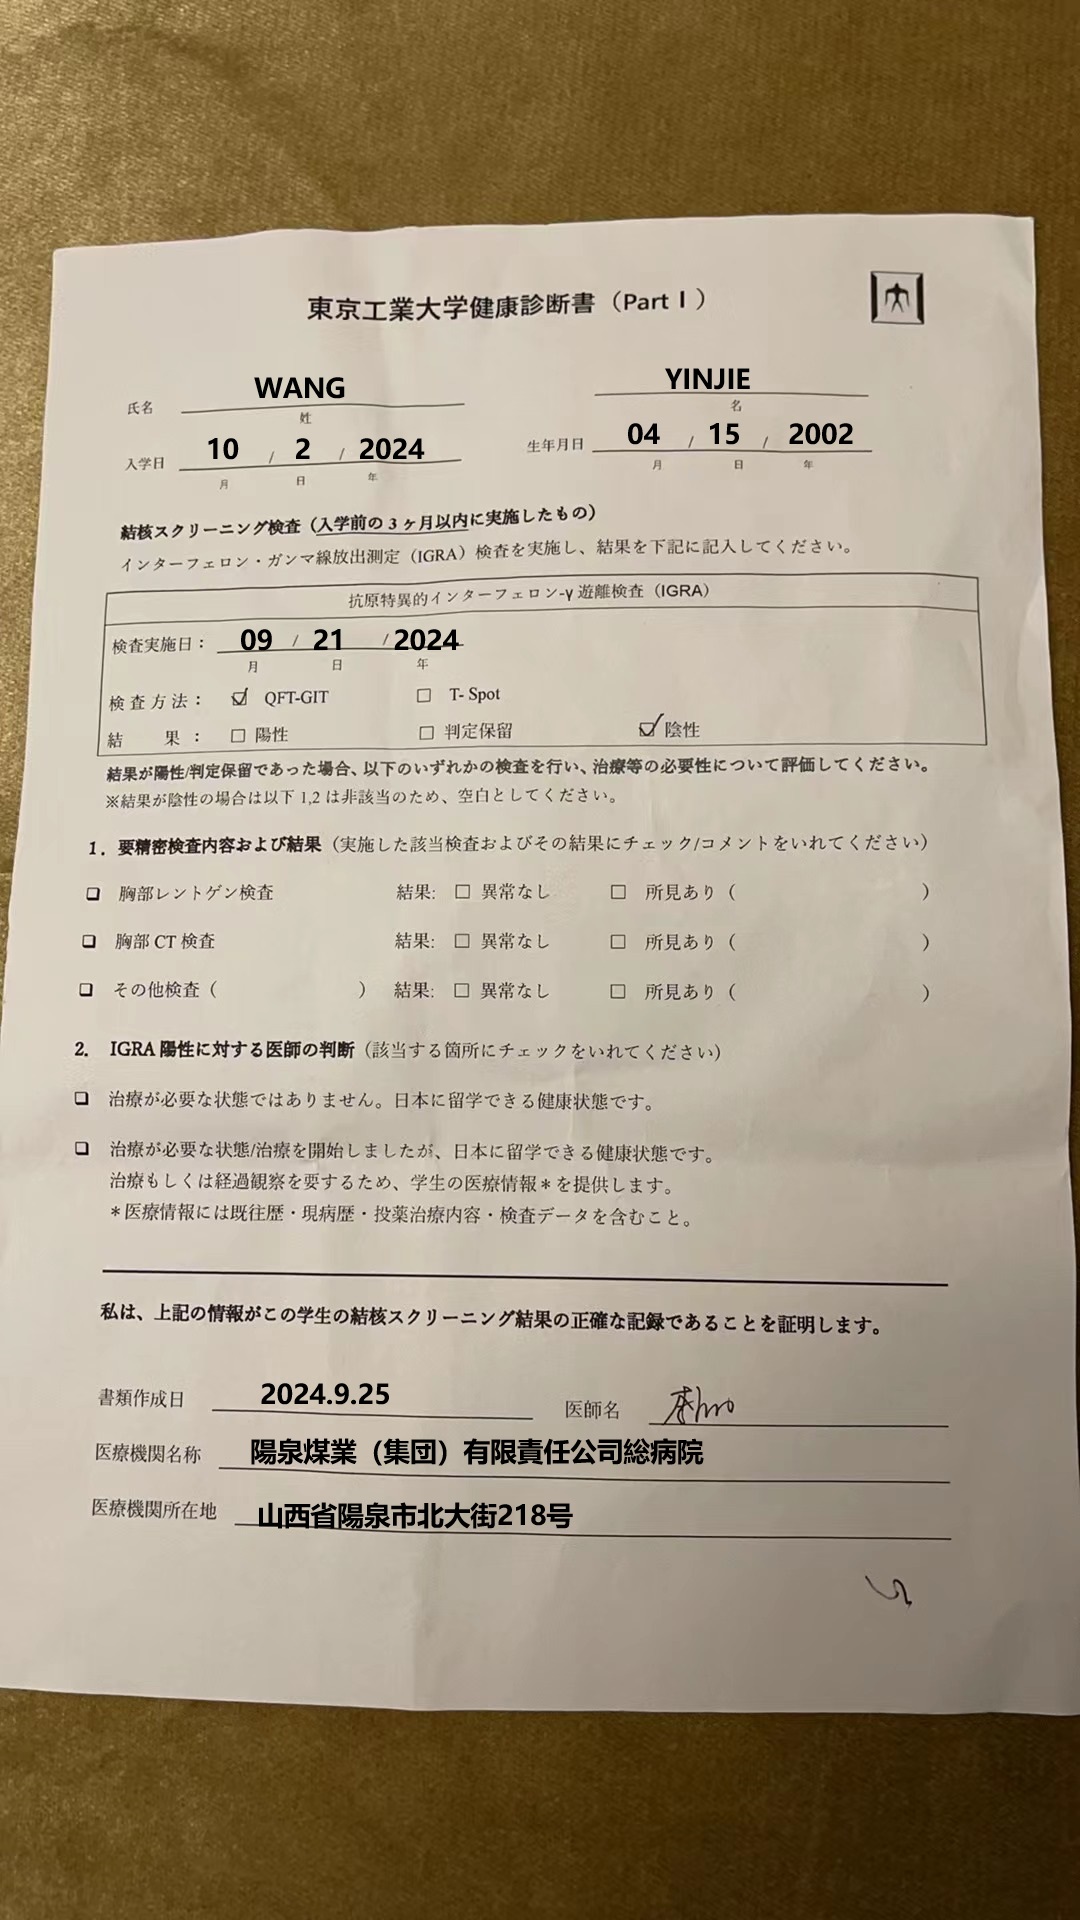 東京工業大学健康診断書（Part Ⅰ）
氏名 WANG YINJIE
姓 名
入学日 10 / 2 / 2024 生年月日 04 / 15 / 2002
月 日 年 月 日 年
結核スクリーニング検査（入学前の3ヶ月以内に実施したもの）
インターフェロン・ガンマ線放出測定（IGRA）検査を実施し、結果を下記に記入してください。
抗原特異的インターフェロン-γ 遊離検査（IGRA）
検査実施日： 09 / 21 / 2024
月 日 年
検査方法： ☑ QFT-GIT ☐ T- Spot
結 果： ☐ 陽性 ☐ 判定保留 ☑ 陰性
結果が陽性/判定保留であった場合、以下のいずれかの検査を行い、治療等の必要性について評価してください。
※結果が陰性の場合は以下 1,2 は非該当のため、空白としてください。
1．要精密検査内容および結果（実施した該当検査およびその結果にチェック/コメントをいれてください）
❏ 胸部レントゲン検査 結果: ☐ 異常なし ☐ 所見あり（ ）
❏ 胸部 CT 検査 結果: ☐ 異常なし ☐ 所見あり（ ）
❏ その他検査（ ） 結果: ☐ 異常なし ☐ 所見あり（ ）
2. IGRA 陽性に対する医師の判断（該当する箇所にチェックをいれてください）
❏ 治療が必要な状態ではありません。日本に留学できる健康状態です。
❏ 治療が必要な状態/治療を開始しましたが、日本に留学できる健康状態です。
治療もしくは経過観察を要するため、学生の医療情報＊を提供します。
＊医療情報には既往歴・現病歴・投薬治療内容・検査データを含むこと。
私は、上記の情報がこの学生の結核スクリーニング結果の正確な記録であることを証明します。
書類作成日 2024.9.25 医師名
医療機関名称 陽泉煤業（集団）有限責任公司総病院
医療機関所在地 山西省陽泉市北大街218号